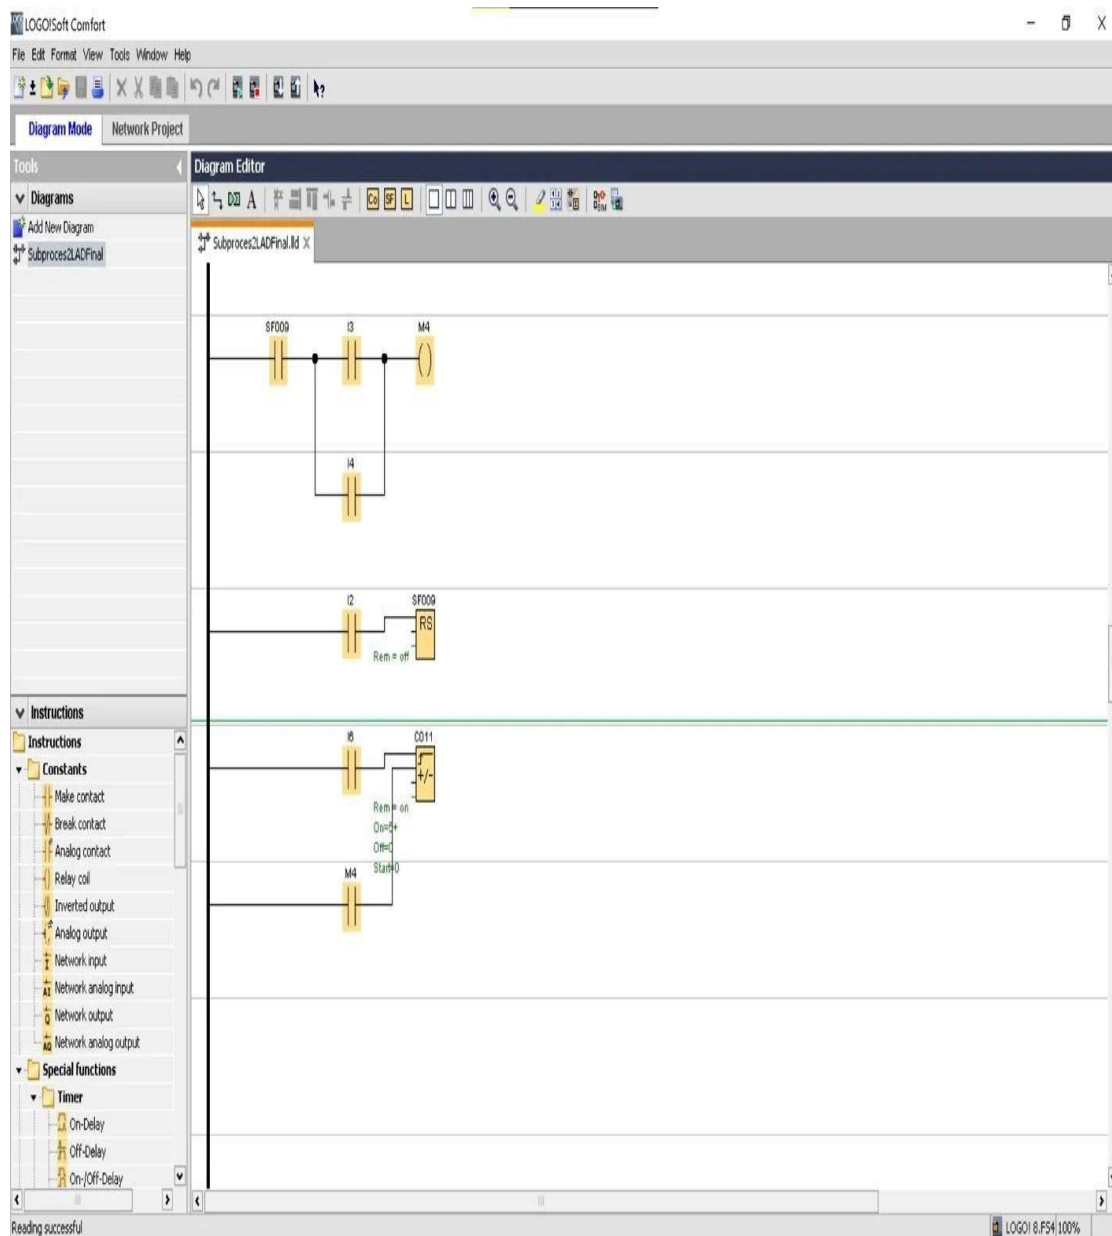 LOGO!Soft Comfort
File Edit Format View Tools Window Help
Diagram Mode Network Project
Tools
Diagrams
Add New Diagram
Subproces2LADFinal
Instructions
Instructions
Constants
Make contact
Break contact
Analog contact
Relay coil
Inverted output
Analog output
Network input
Network analog input
Network output
Network analog output
Special functions
Timer
On-Delay
Off-Delay
On-/Off-Delay
Diagram Editor
A Co SF L
Subproces2LADFinal.lld
SF009 I3 M4
I4
I2 SF009
RS
Rem = off
I6 C011
+/-
Rem = on
On=5+
Off=0
Start=0
M4
Reading successful
LOGO! 8.FS4 100%